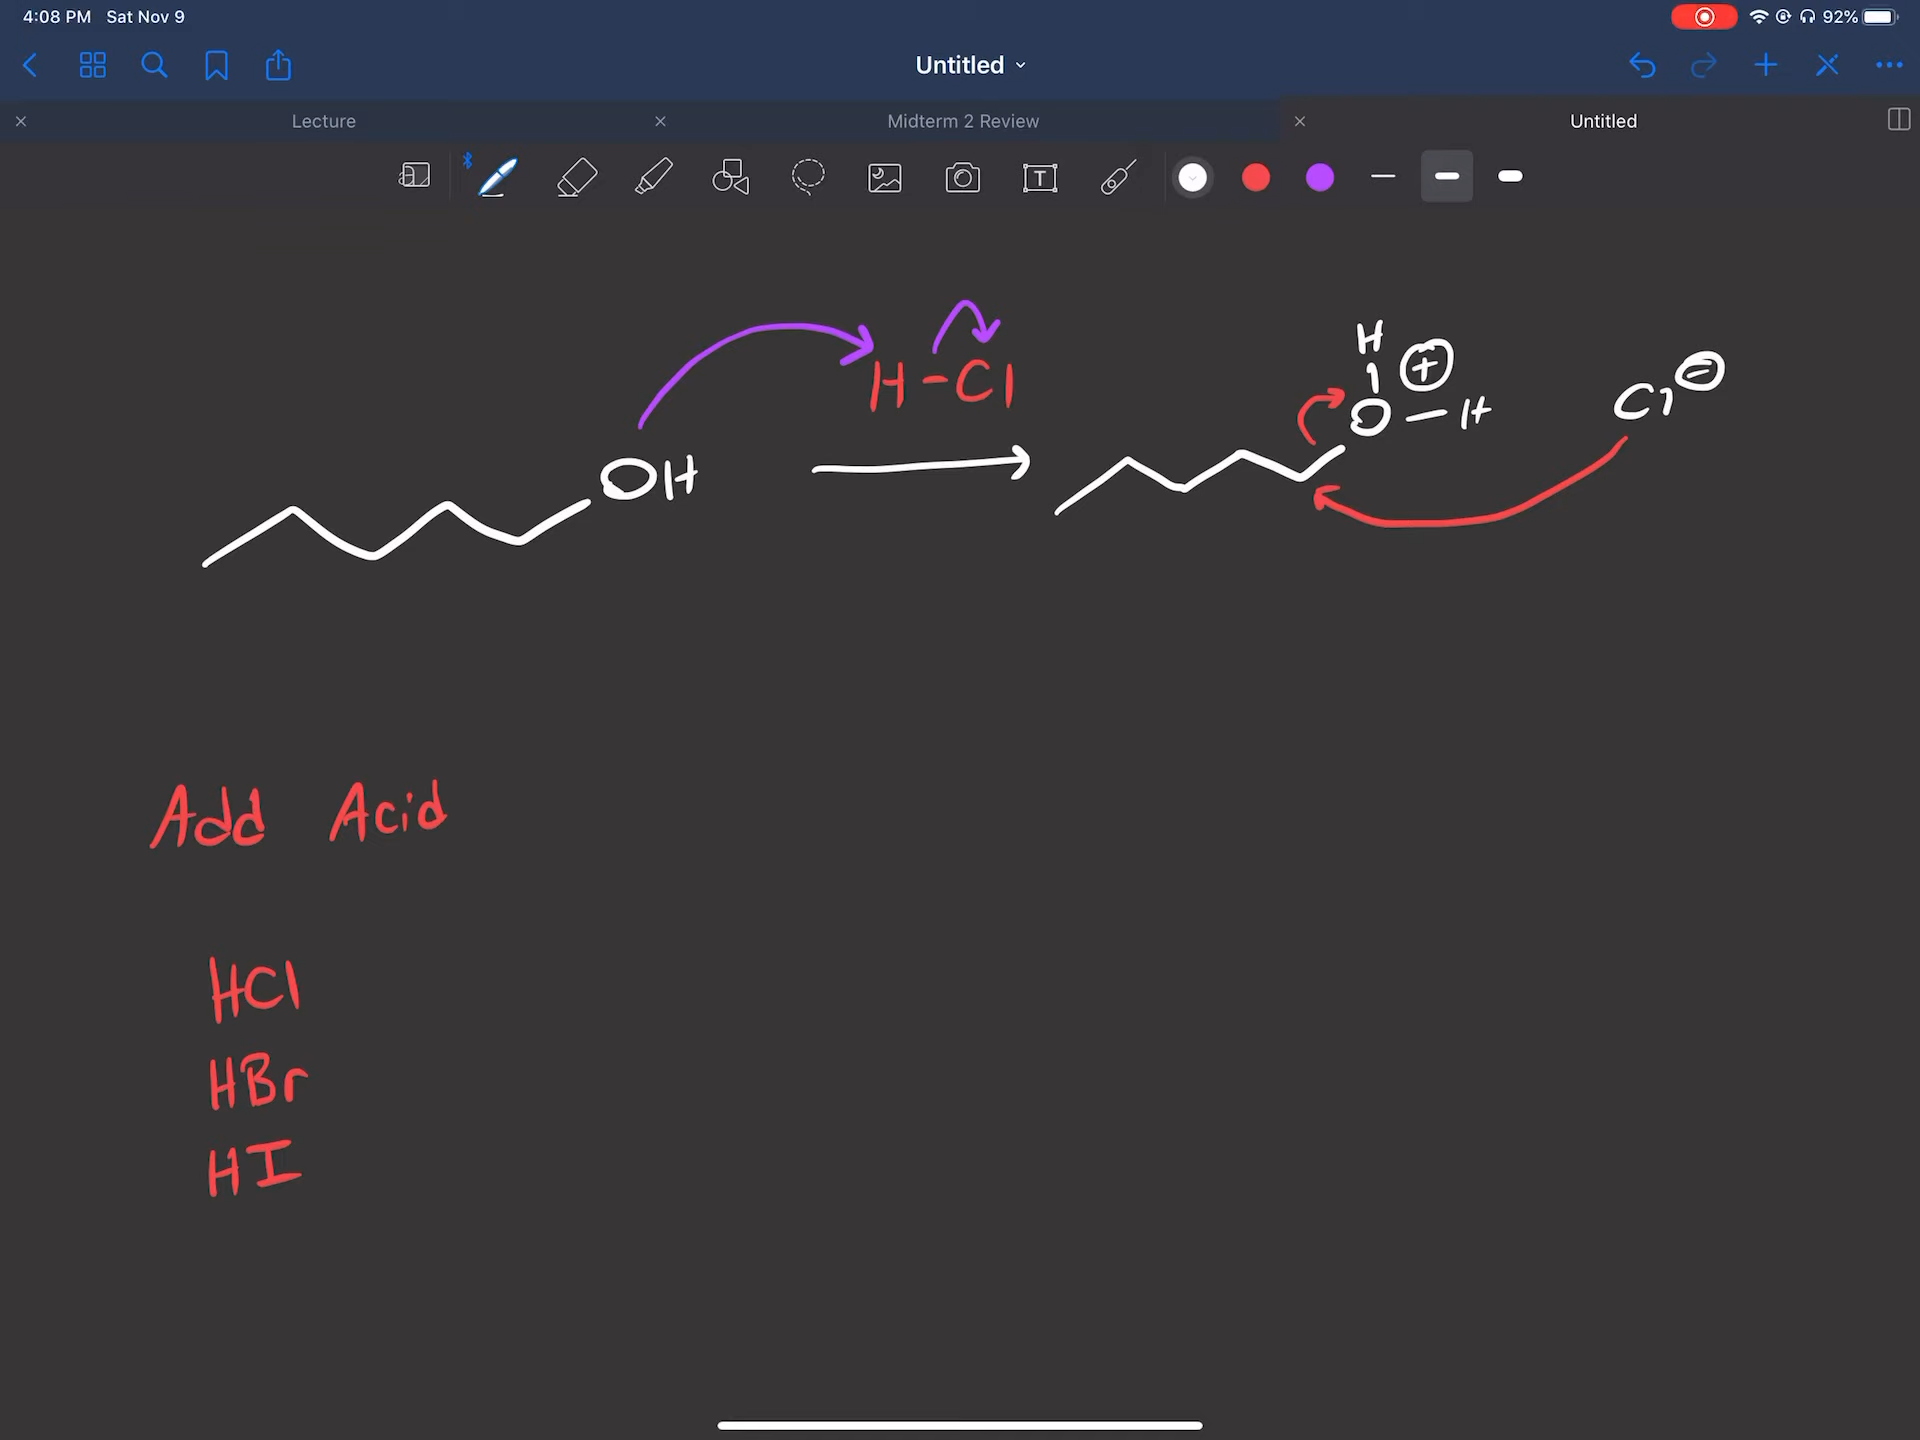 4:08 PM Sat Nov 9
92%
Untitled
Lecture
Midterm 2 Review
Untitled
T
H
H-Cl
⊕
Cl⊖
O-H
OH
Add Acid
HCl
HBr
HI